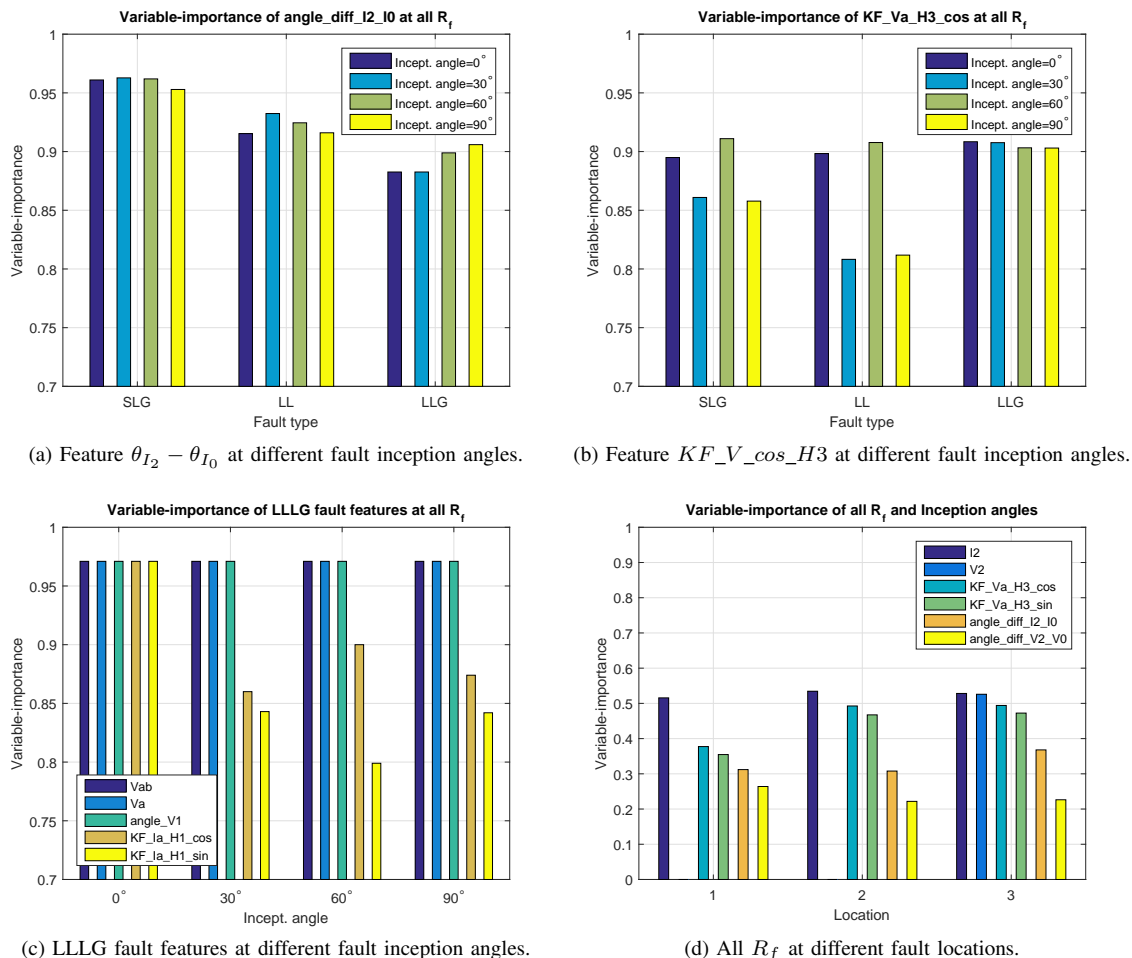 Variable-importance of angle_diff_I2_I0 at all R_f
1
0.95
0.9
0.85
0.8
0.75
0.7
Variable-importance
Incept. angle=0°
Incept. angle=30°
Incept. angle=60°
Incept. angle=90°
SLG LL LLG
Fault type
(a) Feature θ_{I_2} − θ_{I_0} at different fault inception angles.
Variable-importance of KF_Va_H3_cos at all R_f
1
0.95
0.9
0.85
0.8
0.75
0.7
Variable-importance
Incept. angle=0°
Incept. angle=30°
Incept. angle=60°
Incept. angle=90°
SLG LL LLG
Fault type
(b) Feature KF_V_cos_H3 at different fault inception angles.
Variable-importance of LLLG fault features at all R_f
1
0.95
0.9
0.85
0.8
0.75
0.7
Variable-importance
Vab
Va
angle_V1
KF_Ia_H1_cos
KF_Ia_H1_sin
0° 30° 60° 90°
Incept. angle
(c) LLLG fault features at different fault inception angles.
Variable-importance of all R_f and Inception angles
1
0.9
0.8
0.7
0.6
0.5
0.4
0.3
0.2
0.1
0
Variable-importance
I2
V2
KF_Va_H3_cos
KF_Va_H3_sin
angle_diff_I2_I0
angle_diff_V2_V0
1 2 3
Location
(d) All R_f at different fault locations.